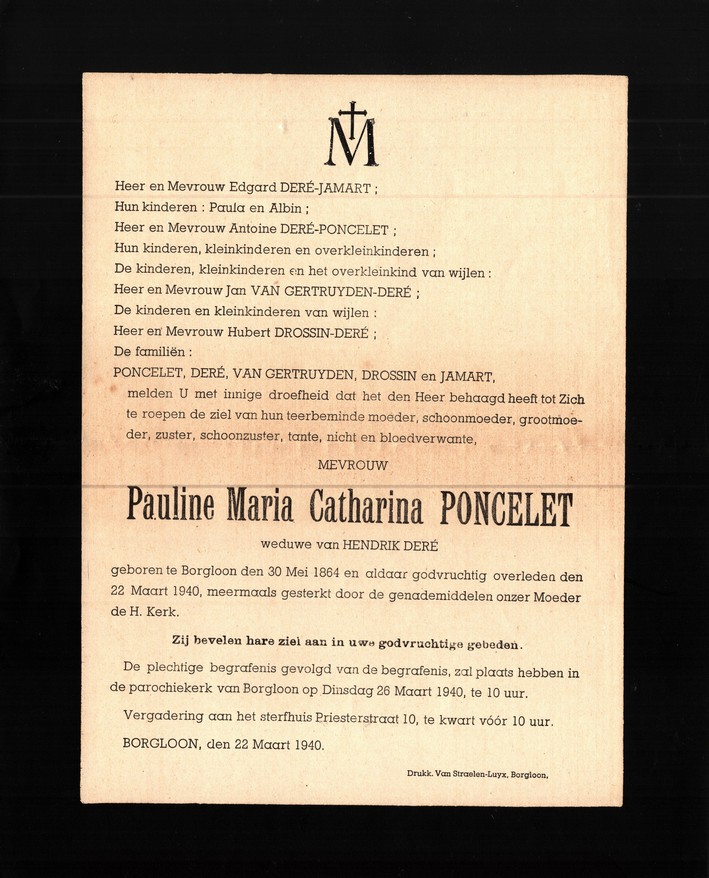 M
Heer en Mevrouw Edgard DERÉ-JAMART ;
Hun kinderen : Paula en Albin ;
Heer en Mevrouw Antoine DERÉ-PONCELET ;
Hun kinderen, kleinkinderen en overkleinkinderen ;
De kinderen, kleinkinderen en het overkleinkind van wijlen :
Heer en Mevrouw Jan VAN GERTRUYDEN-DERÉ ;
De kinderen en kleinkinderen van wijlen :
Heer en Mevrouw Hubert DROSSIN-DERÉ ;
De familiën :
PONCELET, DERÉ, VAN GERTRUYDEN, DROSSIN en JAMART,
melden U met innige droefheid dat het den Heer behaagd heeft tot Zich
te roepen de ziel van hun teerbeminde moeder, schoonmoeder, grootmoe-
der, zuster, schoonzuster, tante, nicht en bloedverwante,
MEVROUW
Pauline Maria Catharina PONCELET
weduwe van HENDRIK DERÉ
geboren te Borgloon den 30 Mei 1864 en aldaar godvruchtig overleden den
22 Maart 1940, meermaals gesterkt door de genademiddelen onzer Moeder
de H. Kerk.
Zij bevelen hare ziel aan in uwe godvruchtige gebeden.
De plechtige begrafenis gevolgd van de begrafenis, zal plaats hebben in
de parochiekerk van Borgloon op Dinsdag 26 Maart 1940, te 10 uur.
Vergadering aan het sterfhuis Priesterstraat 10, te kwart vóór 10 uur.
BORGLOON, den 22 Maart 1940.
Drukk. Van Straelen-Luyx, Borgloon,